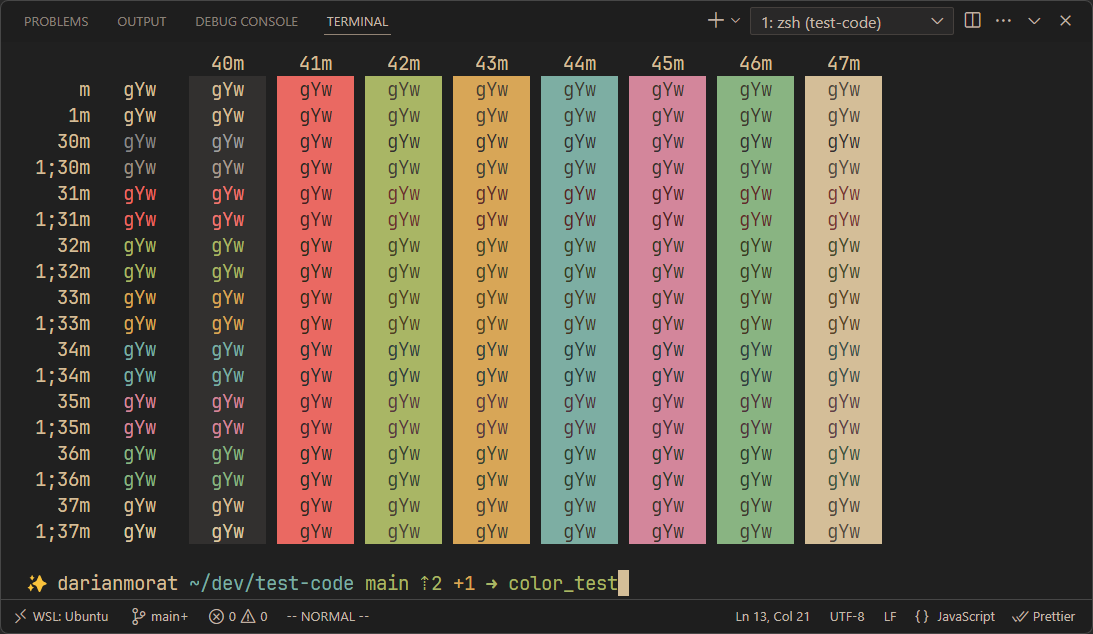 PROBLEMS OUTPUT DEBUG CONSOLE TERMINAL 1: zsh (test-code)
40m 41m 42m 43m 44m 45m 46m 47m
m gYw gYw gYw gYw gYw gYw gYw gYw gYw
1m gYw gYw gYw gYw gYw gYw gYw gYw gYw
30m gYw gYw gYw gYw gYw gYw gYw gYw gYw
1;30m gYw gYw gYw gYw gYw gYw gYw gYw gYw
31m gYw gYw gYw gYw gYw gYw gYw gYw gYw
1;31m gYw gYw gYw gYw gYw gYw gYw gYw gYw
32m gYw gYw gYw gYw gYw gYw gYw gYw gYw
1;32m gYw gYw gYw gYw gYw gYw gYw gYw gYw
33m gYw gYw gYw gYw gYw gYw gYw gYw gYw
1;33m gYw gYw gYw gYw gYw gYw gYw gYw gYw
34m gYw gYw gYw gYw gYw gYw gYw gYw gYw
1;34m gYw gYw gYw gYw gYw gYw gYw gYw gYw
35m gYw gYw gYw gYw gYw gYw gYw gYw gYw
1;35m gYw gYw gYw gYw gYw gYw gYw gYw gYw
36m gYw gYw gYw gYw gYw gYw gYw gYw gYw
1;36m gYw gYw gYw gYw gYw gYw gYw gYw gYw
37m gYw gYw gYw gYw gYw gYw gYw gYw gYw
1;37m gYw gYw gYw gYw gYw gYw gYw gYw gYw
✨ darianmorat ~/dev/test-code main ⇡2 +1 → color_test
WSL: Ubuntu main+ 0 0 -- NORMAL -- Ln 13, Col 21 UTF-8 LF {} JavaScript Prettier